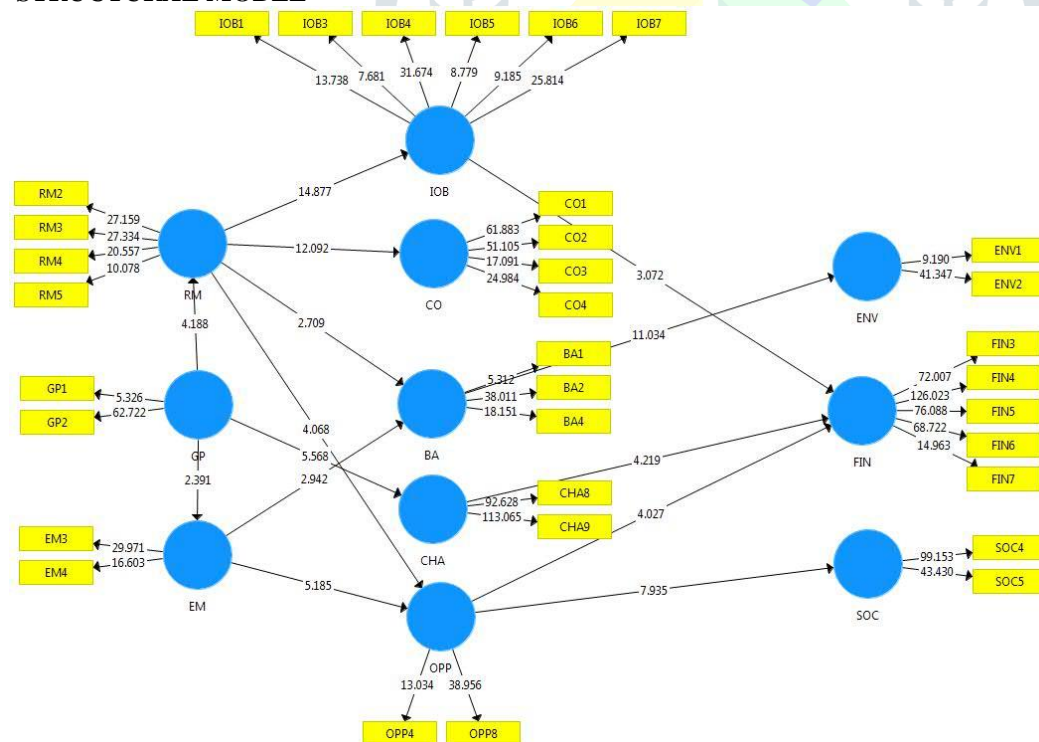 STRUCTURAL MODEL
IOB1 IOB3 IOB4 IOB5 IOB6 IOB7
13.738 7.681 31.674 8.779 9.185 25.814
IOB
RM2
RM3
RM4
RM5
27.159
27.334
20.557
10.078
RM
14.877
12.092
2.709
4.068
4.188
CO
61.883
51.105
17.091
24.984
CO1
CO2
CO3
CO4
3.072
11.034
ENV
9.190
41.347
ENV1
ENV2
GP1
GP2
5.326
62.722
GP
5.568
2.391
BA
5.312
38.011
18.151
BA1
BA2
BA4
FIN
72.007
126.023
76.088
68.722
14.963
FIN3
FIN4
FIN5
FIN6
FIN7
EM3
EM4
29.971
16.603
EM
2.942
5.185
CHA
92.628
113.065
CHA8
CHA9
4.219
4.027
7.935
SOC
99.153
43.430
SOC4
SOC5
OPP
13.034 38.956
OPP4 OPP8